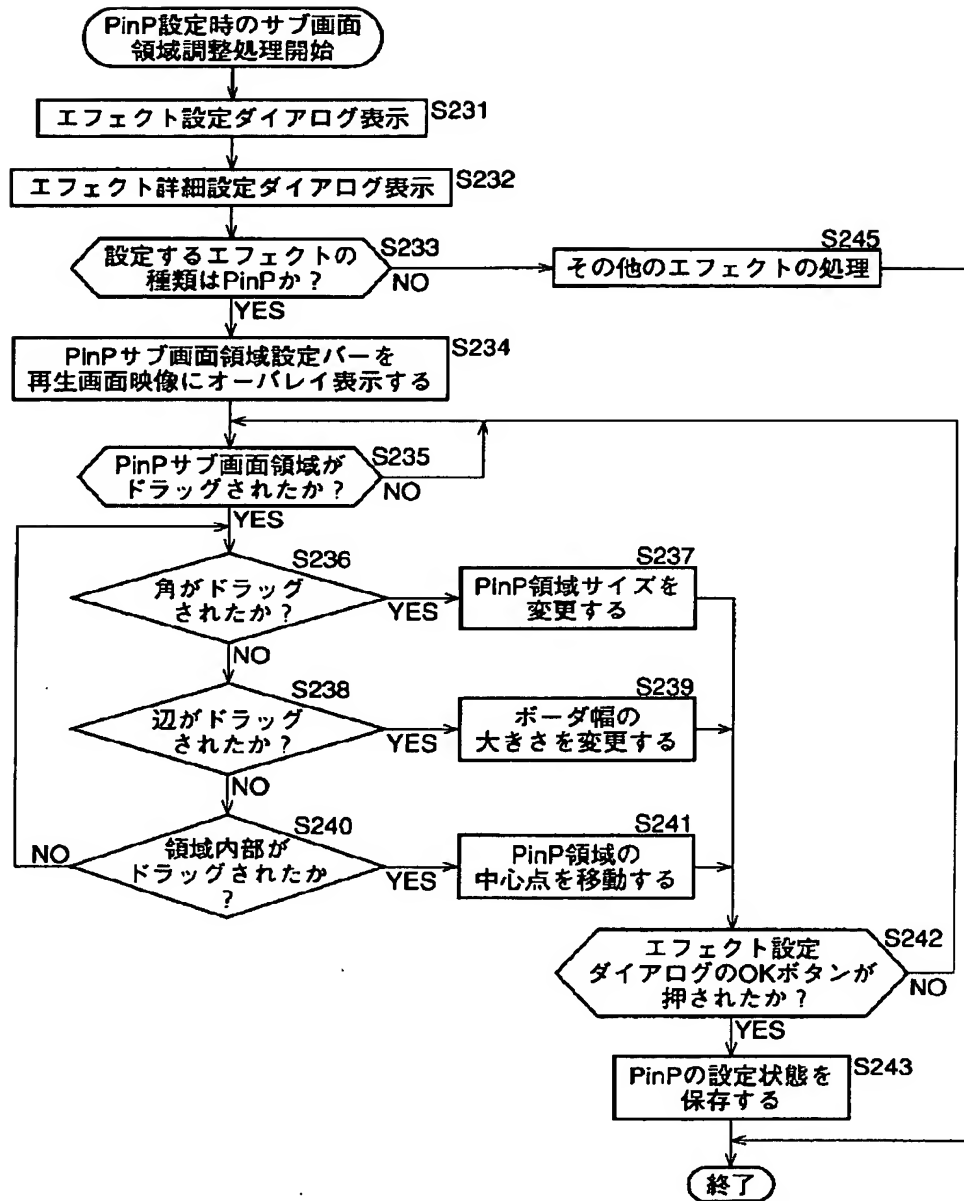 PinP設定時のサブ画面
領域調整処理開始
S231
エフェクト設定ダイアログ表示
S232
エフェクト詳細設定ダイアログ表示
S233
設定するエフェクトの
種類はPinPか？
NO
YES
S245
その他のエフェクトの処理
S234
PinPサブ画面領域設定バーを
再生画面映像にオーバレイ表示する
S235
PinPサブ画面領域が
ドラッグされたか？
NO
YES
S236
角がドラッグ
されたか？
YES
NO
S237
PinP領域サイズを
変更する
S238
辺がドラッグ
されたか？
YES
NO
S239
ボーダ幅の
大きさを変更する
S240
領域内部が
ドラッグされたか
？
NO
YES
S241
PinP領域の
中心点を移動する
S242
エフェクト設定
ダイアログのOKボタンが
押されたか？
NO
YES
S243
PinPの設定状態を
保存する
終了